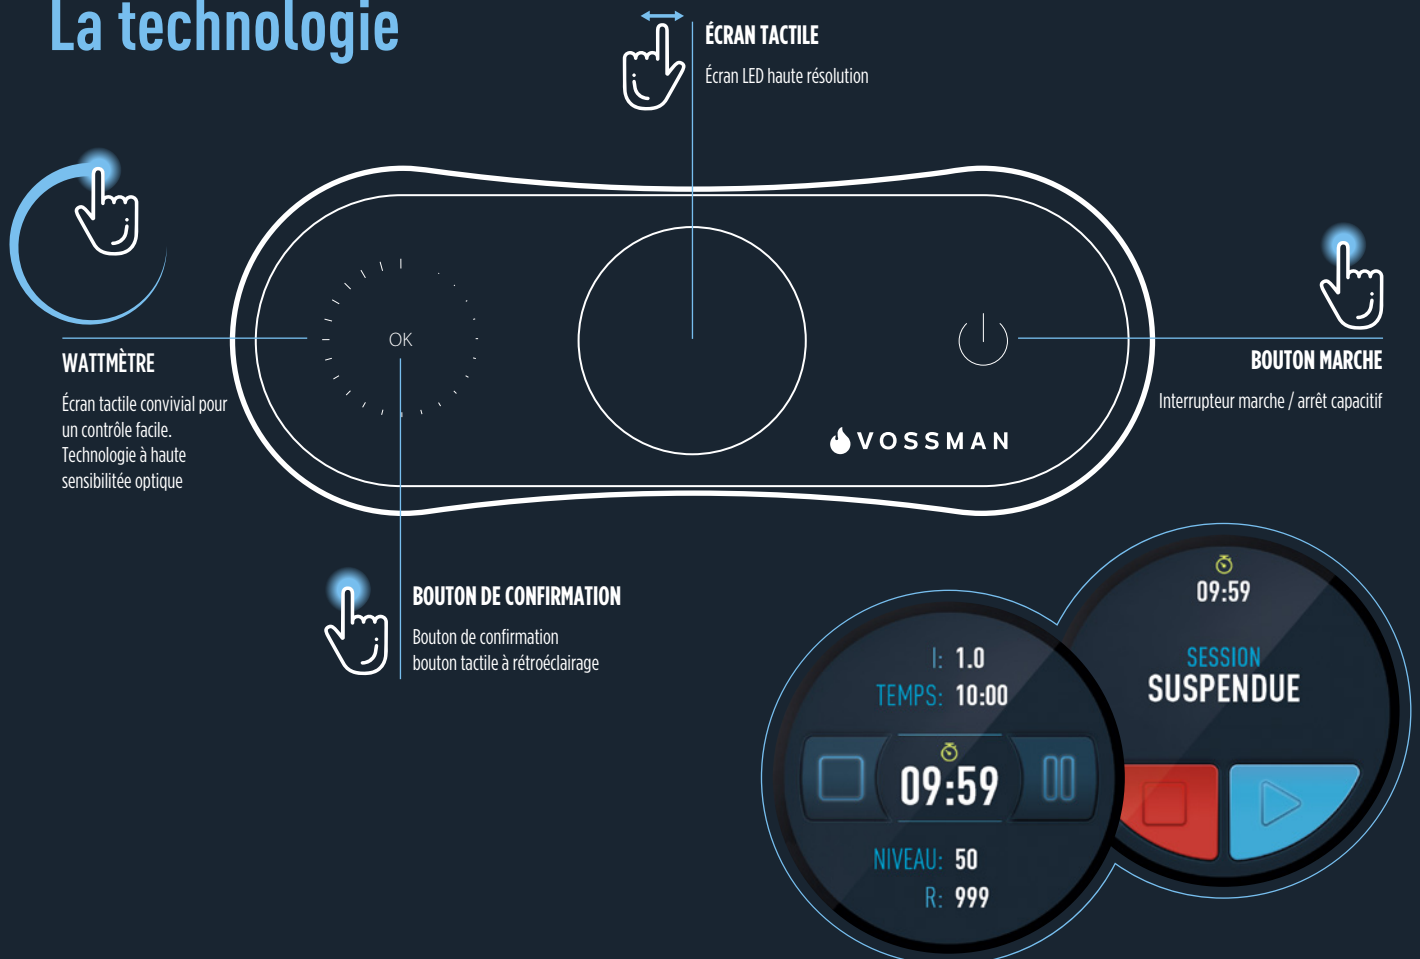 La technologie
ÉCRAN TACTILE
Écran LED haute résolution
WATTMÈTRE
Écran tactile convivial pour
un contrôle facile.
Technologie à haute
sensibilitée optique
OK
VOSSMAN
BOUTON MARCHE
Interrupteur marche / arrêt capacitif
BOUTON DE CONFIRMATION
Bouton de confirmation
bouton tactile à rétroéclairage
I: 1.0
TEMPS: 10:00
09:59
NIVEAU: 50
R: 999
09:59
SESSION
SUSPENDUE